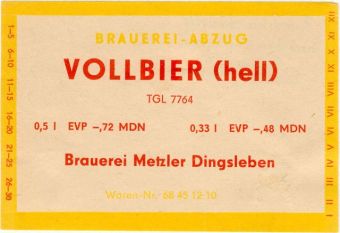 BRAUEREI-ABZUG
VOLLBIER (hell)
TGL 7764
0,5 l EVP –,72 MDN 0,33 l EVP –,48 MDN
Brauerei Metzler Dingsleben
Waren-Nr. 68 45 12-10
1-5
6-10
11-15
16-20
21-25
26-30
I II III IV V VI VII VIII IX X XI XII